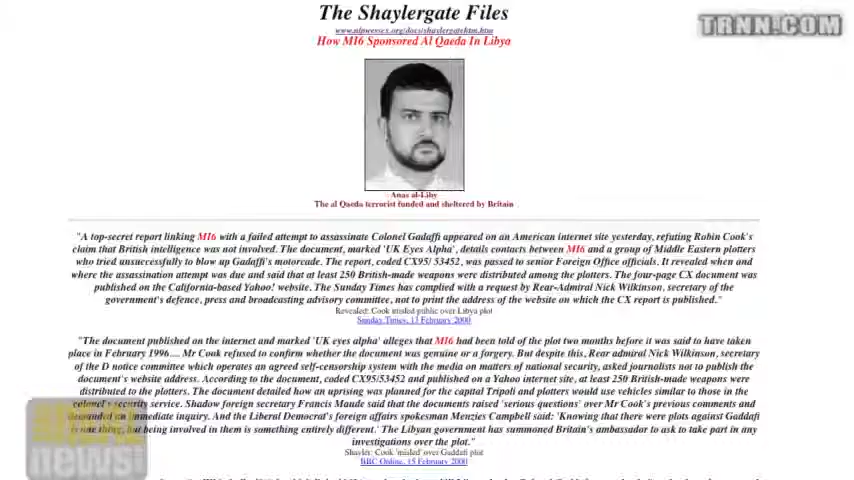 The Shaylergate Files
www.nlpwessex.org/docs/shaylergatehtm.htm
How MI6 Sponsored Al Qaeda In Libya
TRNN.COM
Anas al-Liby
The al Qaeda terrorist funded and sheltered by Britain
"A top-secret report linking MI6 with a failed attempt to assassinate Colonel Gadaffi appeared on an American internet site yesterday, refuting Robin Cook's
claim that British intelligence was not involved. The document, marked 'UK Eyes Alpha', details contacts between MI6 and a group of Middle Eastern plotters
who tried unsuccessfully to blow up Gadaffi's motorcade. The report, coded CX95/ 53452, was passed to senior Foreign Office officials. It revealed when and
where the assassination attempt was due and said that at least 250 British-made weapons were distributed among the plotters. The four-page CX document was
published on the California-based Yahoo! website. The Sunday Times has complied with a request by Rear-Admiral Nick Wilkinson, secretary of the
government's defence, press and broadcasting advisory committee, not to print the address of the website on which the CX report is published."
Revealed: Cook misled public over Libya plot
Sunday Times, 13 February 2000
"The document published on the internet and marked 'UK eyes alpha' alleges that MI6 had been told of the plot two months before it was said to have taken
place in February 1996.... Mr Cook refused to confirm whether the document was genuine or a forgery. But despite this, Rear admiral Nick Wilkinson, secretary
of the D notice committee which operates an agreed self-censorship system with the media on matters of national security, asked journalists not to publish the
document's website address. According to the document, coded CX95/53452 and published on a Yahoo internet site, at least 250 British-made weapons were
distributed to the plotters. The document detailed how an uprising was planned for the capital Tripoli and plotters would use vehicles similar to those in the
colonel's security service. Shadow foreign secretary Francis Maude said that the documents raised 'serious questions' over Mr Cook's previous comments and
demanded an immediate inquiry. And the Liberal Democrat's foreign affairs spokesman Menzies Campbell said: 'Knowing that there were plots against Gaddafi
is one thing, but being involved in them is something entirely different.' The Libyan government has summoned Britain's ambassador to ask to take part in any
investigations over the plot."
Shayler: Cook 'misled' over Gaddafi plot
BBC Online, 15 February 2000
news